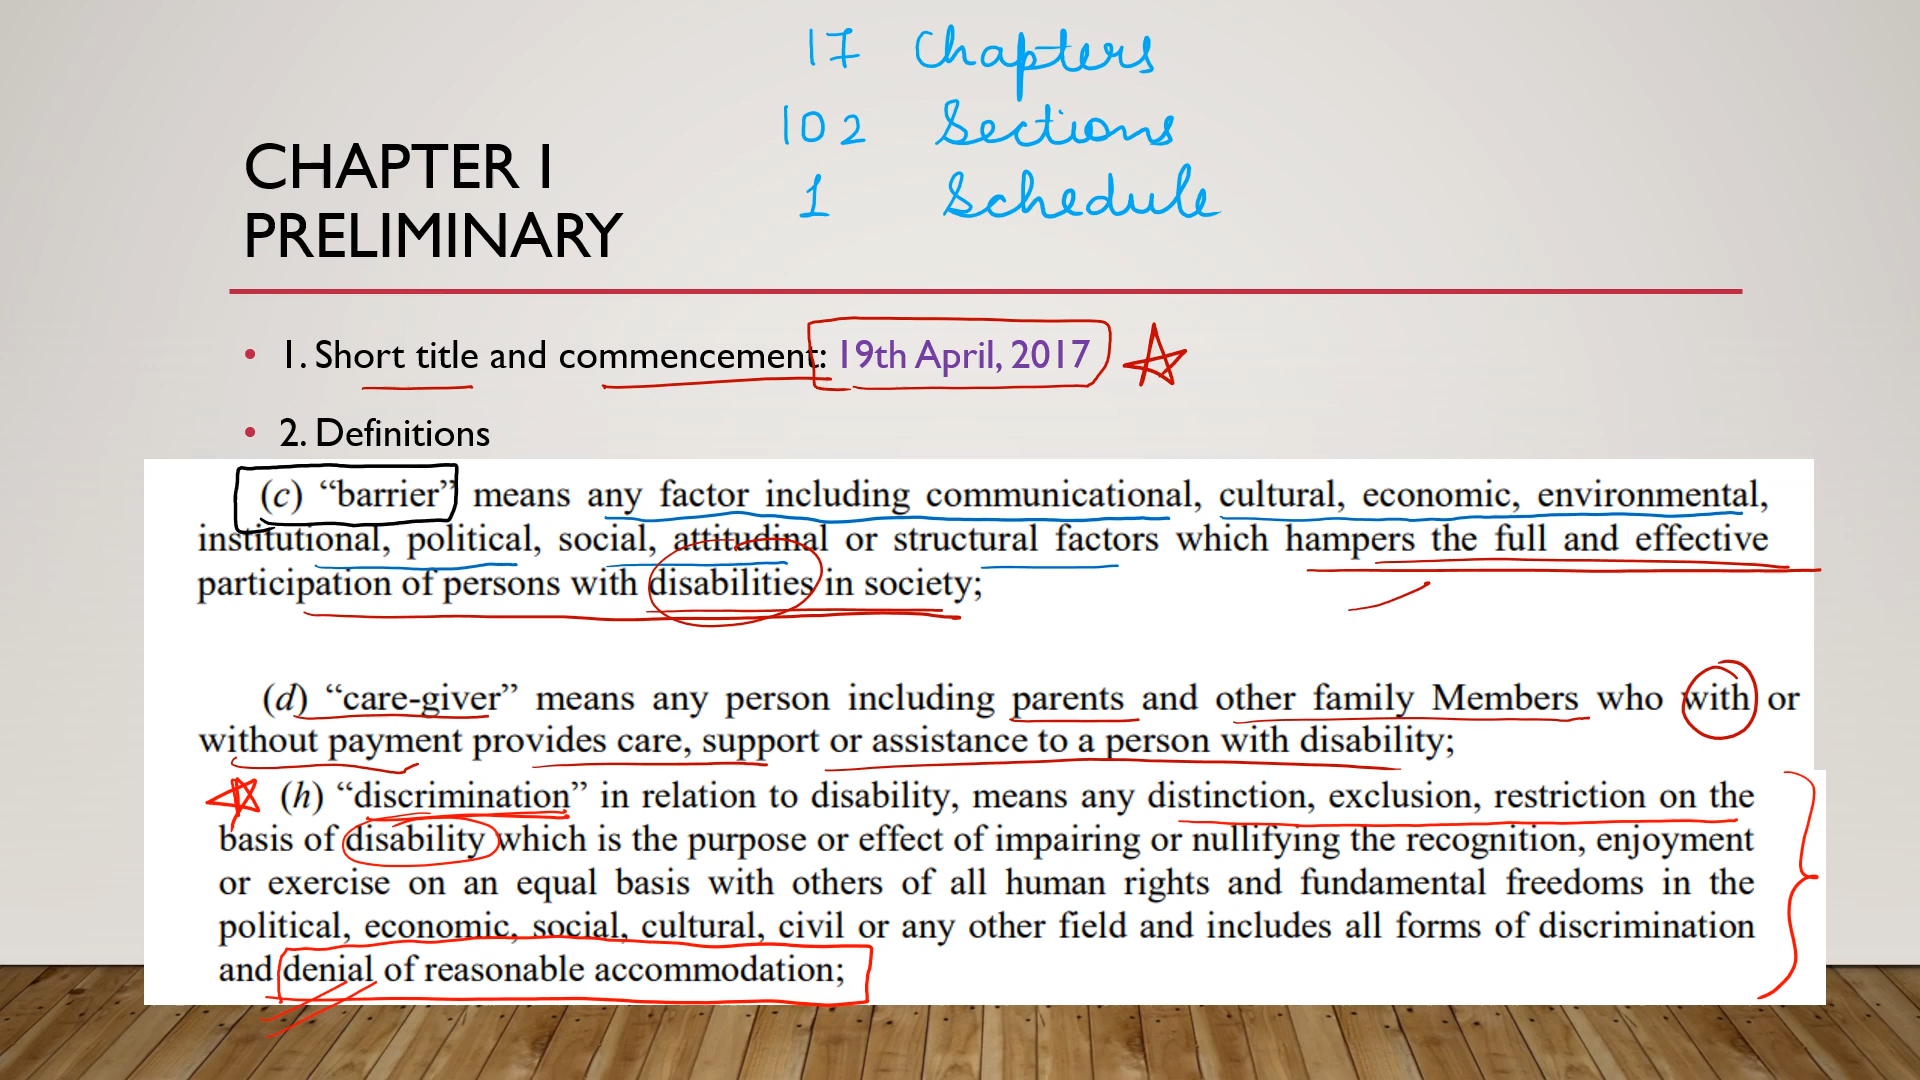 17 Chapters
102 Sections
1 Schedule
CHAPTER I
PRELIMINARY
• 1. Short title and commencement: 19th April, 2017
• 2. Definitions
(c) “barrier” means any factor including communicational, cultural, economic, environmental,
institutional, political, social, attitudinal or structural factors which hampers the full and effective
participation of persons with disabilities in society;
(d) “care-giver” means any person including parents and other family Members who with or
without payment provides care, support or assistance to a person with disability;
(h) “discrimination” in relation to disability, means any distinction, exclusion, restriction on the
basis of disability which is the purpose or effect of impairing or nullifying the recognition, enjoyment
or exercise on an equal basis with others of all human rights and fundamental freedoms in the
political, economic, social, cultural, civil or any other field and includes all forms of discrimination
and denial of reasonable accommodation;